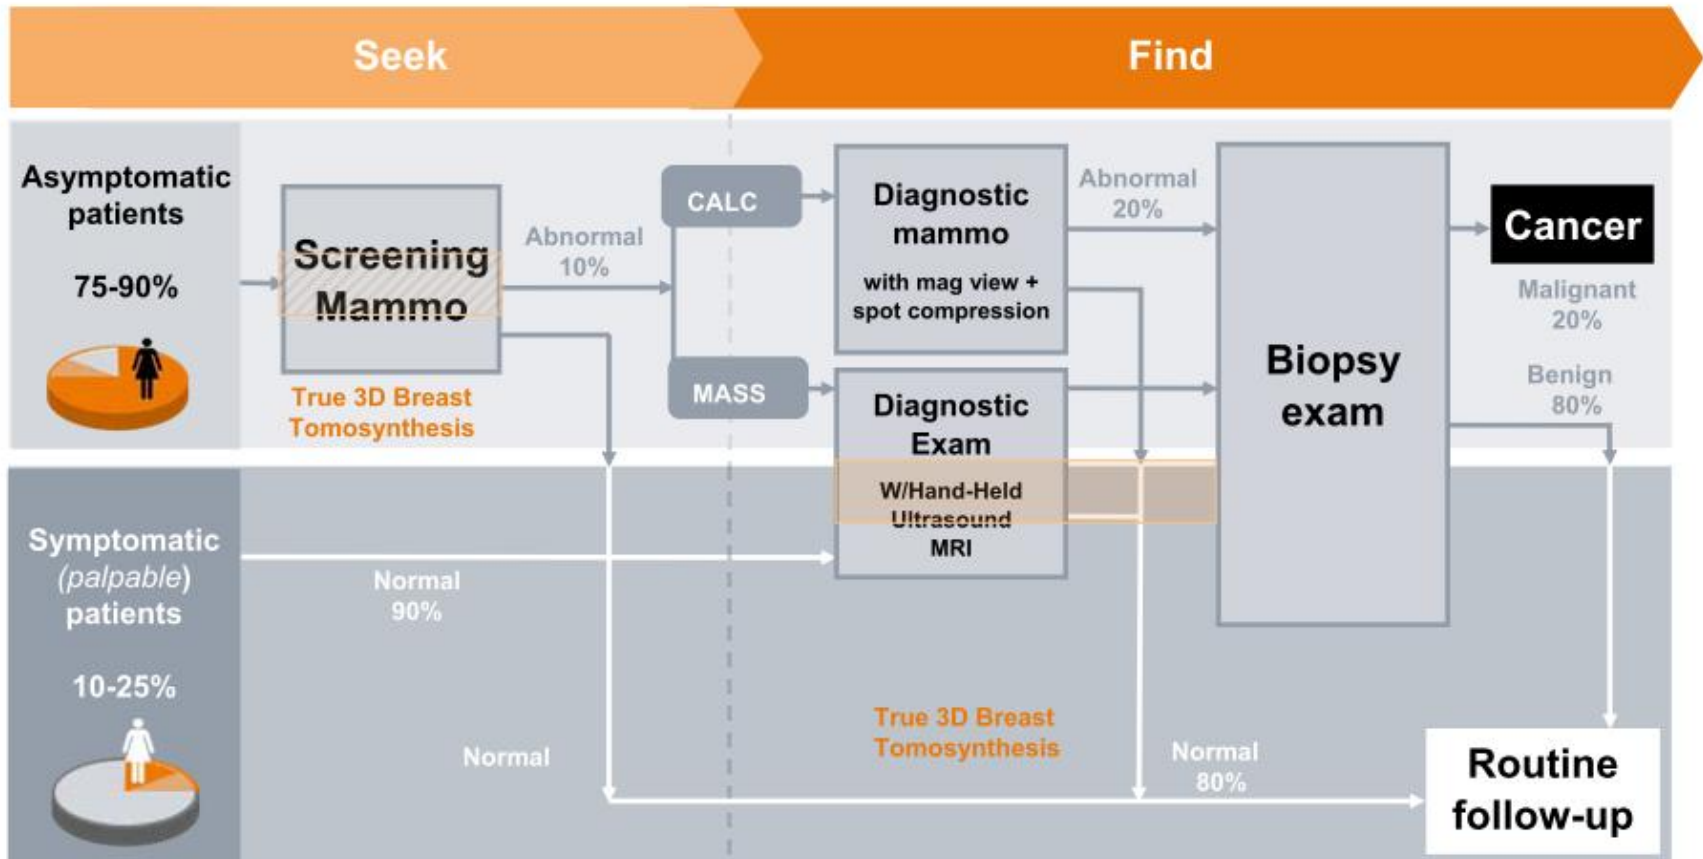 Seek
Find
Asymptomatic
patients
75-90%
Screening
Mammo
True 3D Breast
Tomosynthesis
Abnormal
10%
CALC
MASS
Diagnostic
mammo
with mag view +
spot compression
Abnormal
20%
Diagnostic
Exam
W/Hand-Held
Ultrasound
MRI
Biopsy
exam
Cancer
Malignant
20%
Benign
80%
Symptomatic
(palpable)
patients
10-25%
Normal
90%
Normal
True 3D Breast
Tomosynthesis
Normal
80%
Routine
follow-up